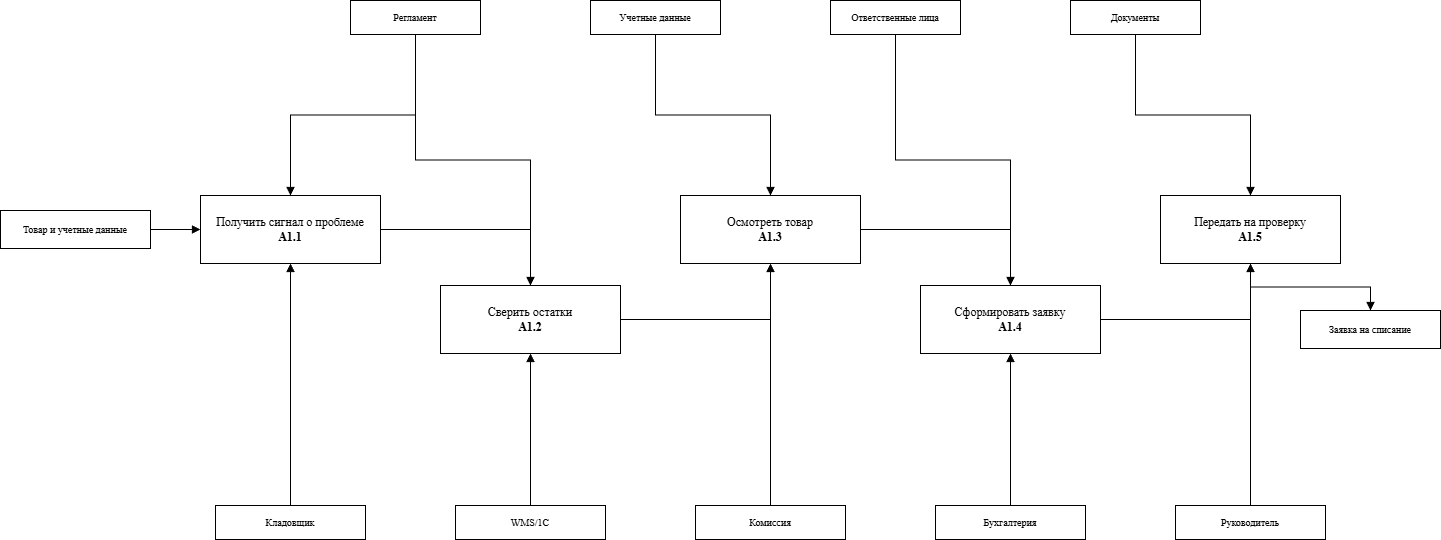 Регламент
Учетные данные
Ответственные лица
Документы
Товар и учетные данные
Получить сигнал о проблеме
A1.1
Осмотреть товар
A1.3
Передать на проверку
A1.5
Сверить остатки
A1.2
Сформировать заявку
A1.4
Заявка на списание
Кладовщик
WMS/1С
Комиссия
Бухгалтерия
Руководитель